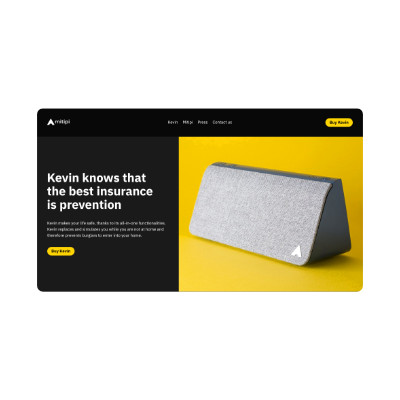 mitipi
Kevin Mitipi Press Contact us
Buy Kevin
Kevin knows that
the best insurance
is prevention
Kevin makes your life safe, thanks to its all-in-one functionalities.
Kevin replaces and simulates you while you are not at home and
therefore prevents burglars to enter into your home.
Buy Kevin